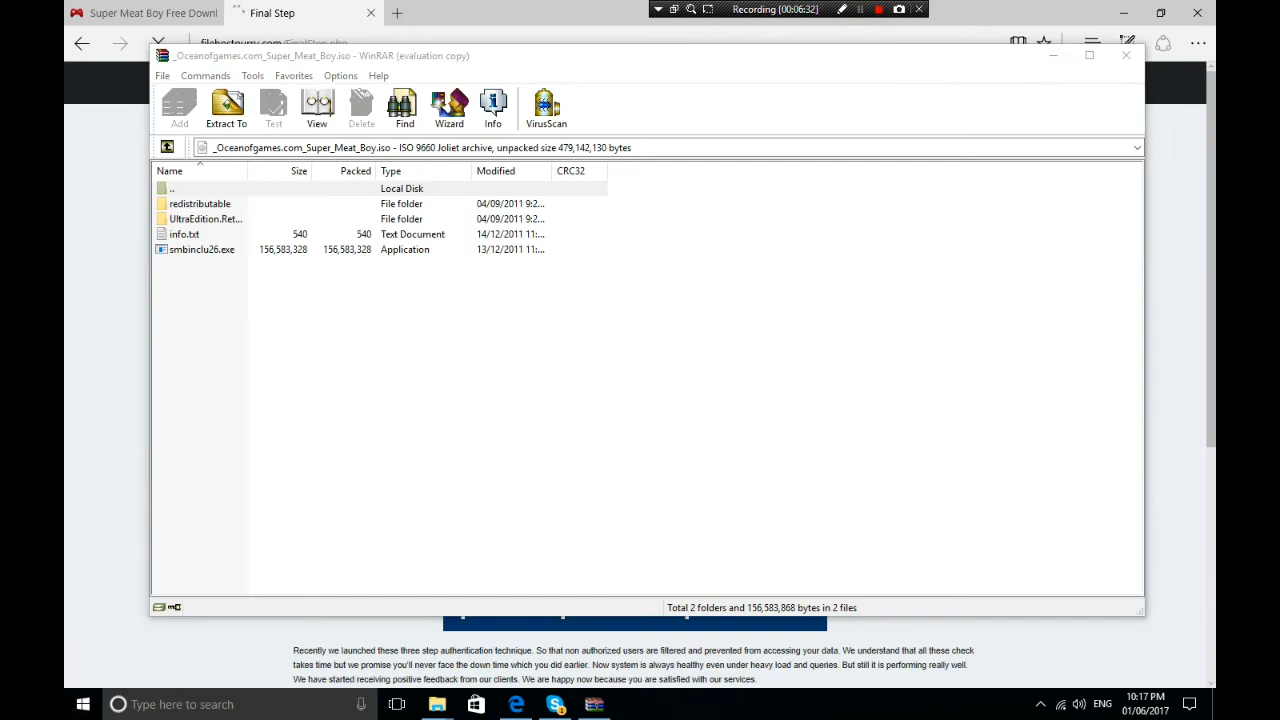 Super Meat Boy Free Downl
Final Step
Recording [00:06:32]
_Oceanofgames.com_Super_Meat_Boy.iso - WinRAR (evaluation copy)
File Commands Tools Favorites Options Help
Add Extract To Test View Delete Find Wizard Info VirusScan
_Oceanofgames.com_Super_Meat_Boy.iso - ISO 9660 Joliet archive, unpacked size 479,142,130 bytes
Name Size Packed Type Modified CRC32
.. Local Disk
redistributable File folder 04/09/2011 9:2...
UltraEdition.Ret... File folder 04/09/2011 9:2...
info.txt 540 540 Text Document 14/12/2011 11:...
smbinclu26.exe 156,583,328 156,583,328 Application 13/12/2011 11:...
Total 2 folders and 156,583,868 bytes in 2 files
Recently we launched these three step authentication technique. So that non authorized users are filtered and prevented from accessing your data. We understand that all these check
takes time but we promise you'll never face the down time which you did earlier. Now system is always healthy even under heavy load and queries. But still it is performing really well.
We have started receiving positive feedback from our clients. We are happy now because you are satisfied with our services.
Type here to search
ENG
10:17 PM
01/06/2017